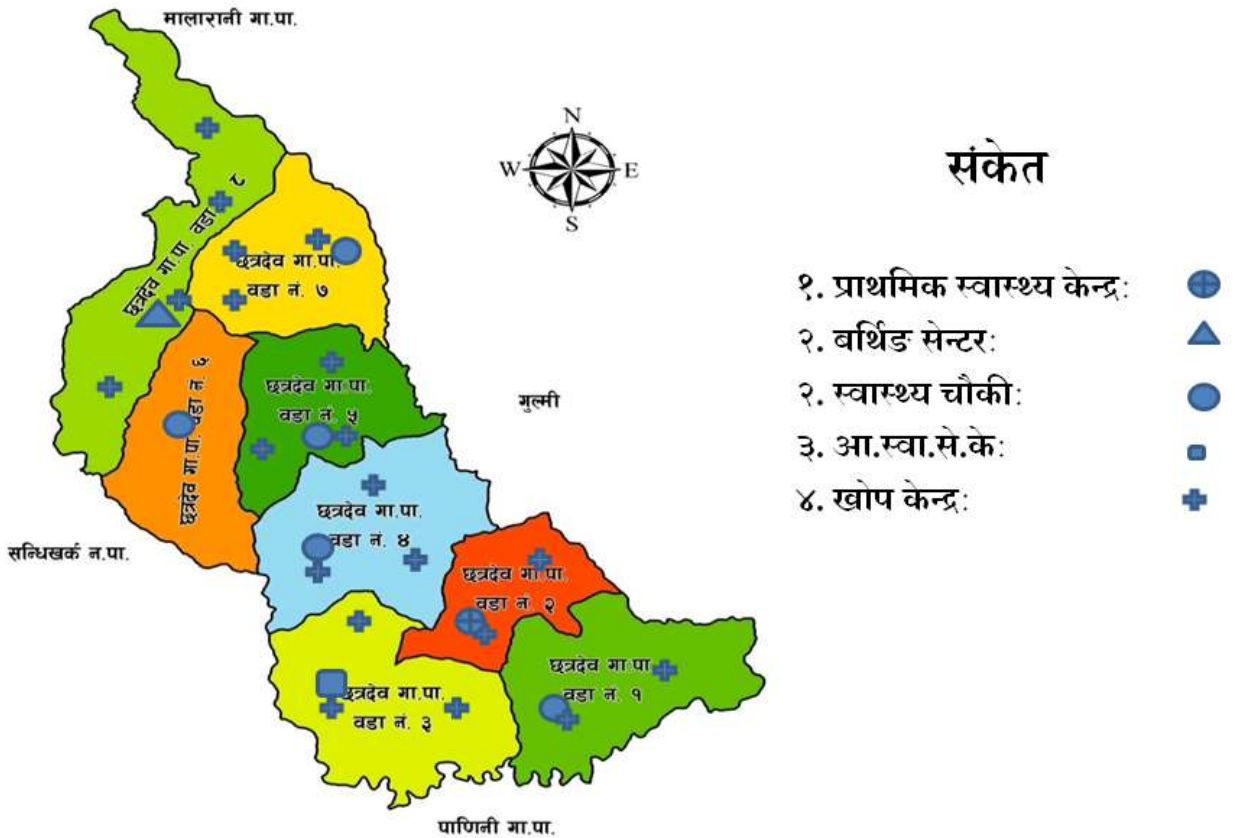 मालारानी गा.पा.
N
W
E
S
संकेत
छत्रदेव गा.पा. वडा ८
छत्रदेव गा.पा.
वडा नं. ७
१. प्राथमिक स्वास्थ्य केन्द्र:
२. बर्थिङ सेन्टर:
२. स्वास्थ्य चौकी:
३. आ.स्वा.से.के:
४. खोप केन्द्र:
छत्रदेव गा.पा. वडा नं. ६
छत्रदेव गा.पा.
वडा नं. ५
गुल्मी
छत्रदेव गा.पा.
वडा नं. ४
सन्धिखर्क न.पा.
छत्रदेव गा.पा.
वडा नं. २
छत्रदेव गा.पा
वडा नं. १
छत्रदेव गा.पा.
वडा नं. ३
पाणिनी गा.पा.